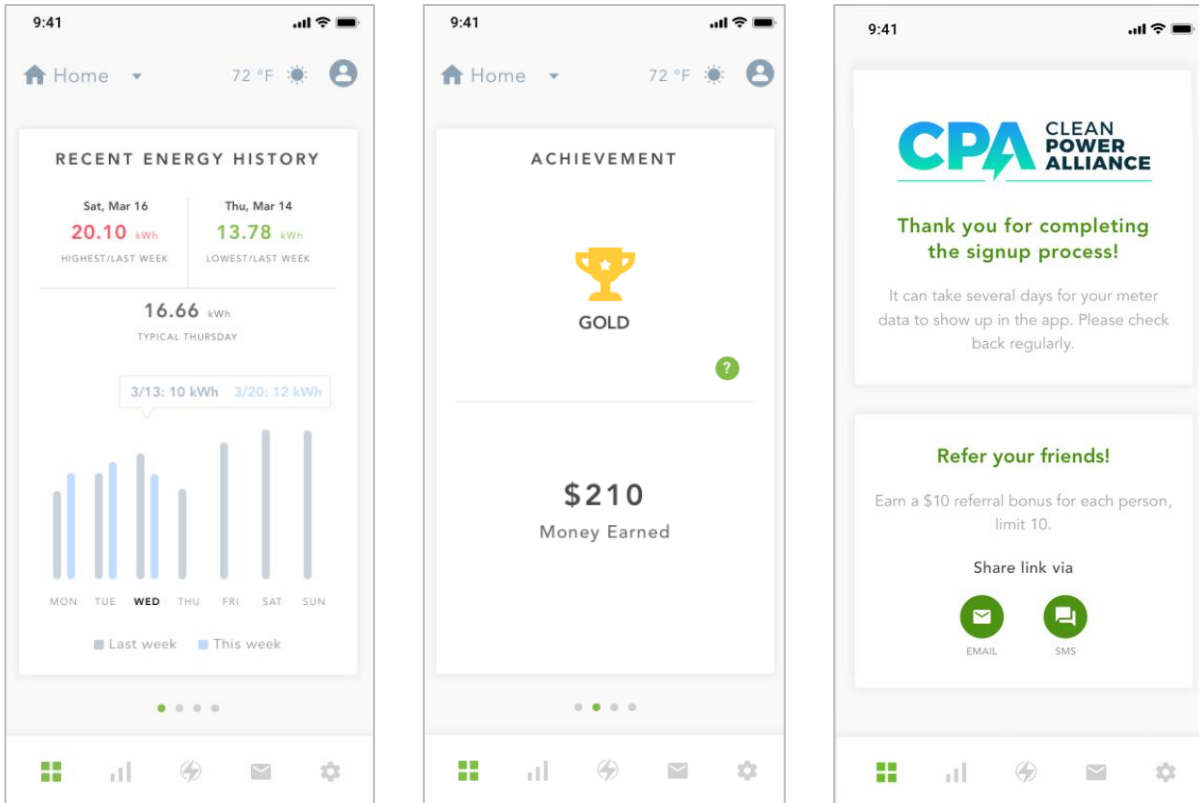 9:41
Home
72 °F
RECENT ENERGY HISTORY
Sat, Mar 16
20.10 kWh
HIGHEST/LAST WEEK
Thu, Mar 14
13.78 kWh
LOWEST/LAST WEEK
16.66 kWh
TYPICAL THURSDAY
3/13: 10 kWh 3/20: 12 kWh
MON TUE WED THU FRI SAT SUN
Last week This week
9:41
Home
72 °F
ACHIEVEMENT
GOLD
?
$210
Money Earned
9:41
CPA
CLEAN
POWER
ALLIANCE
Thank you for completing
the signup process!
It can take several days for your meter
data to show up in the app. Please check
back regularly.
Refer your friends!
Earn a $10 referral bonus for each person,
limit 10.
Share link via
EMAIL SMS